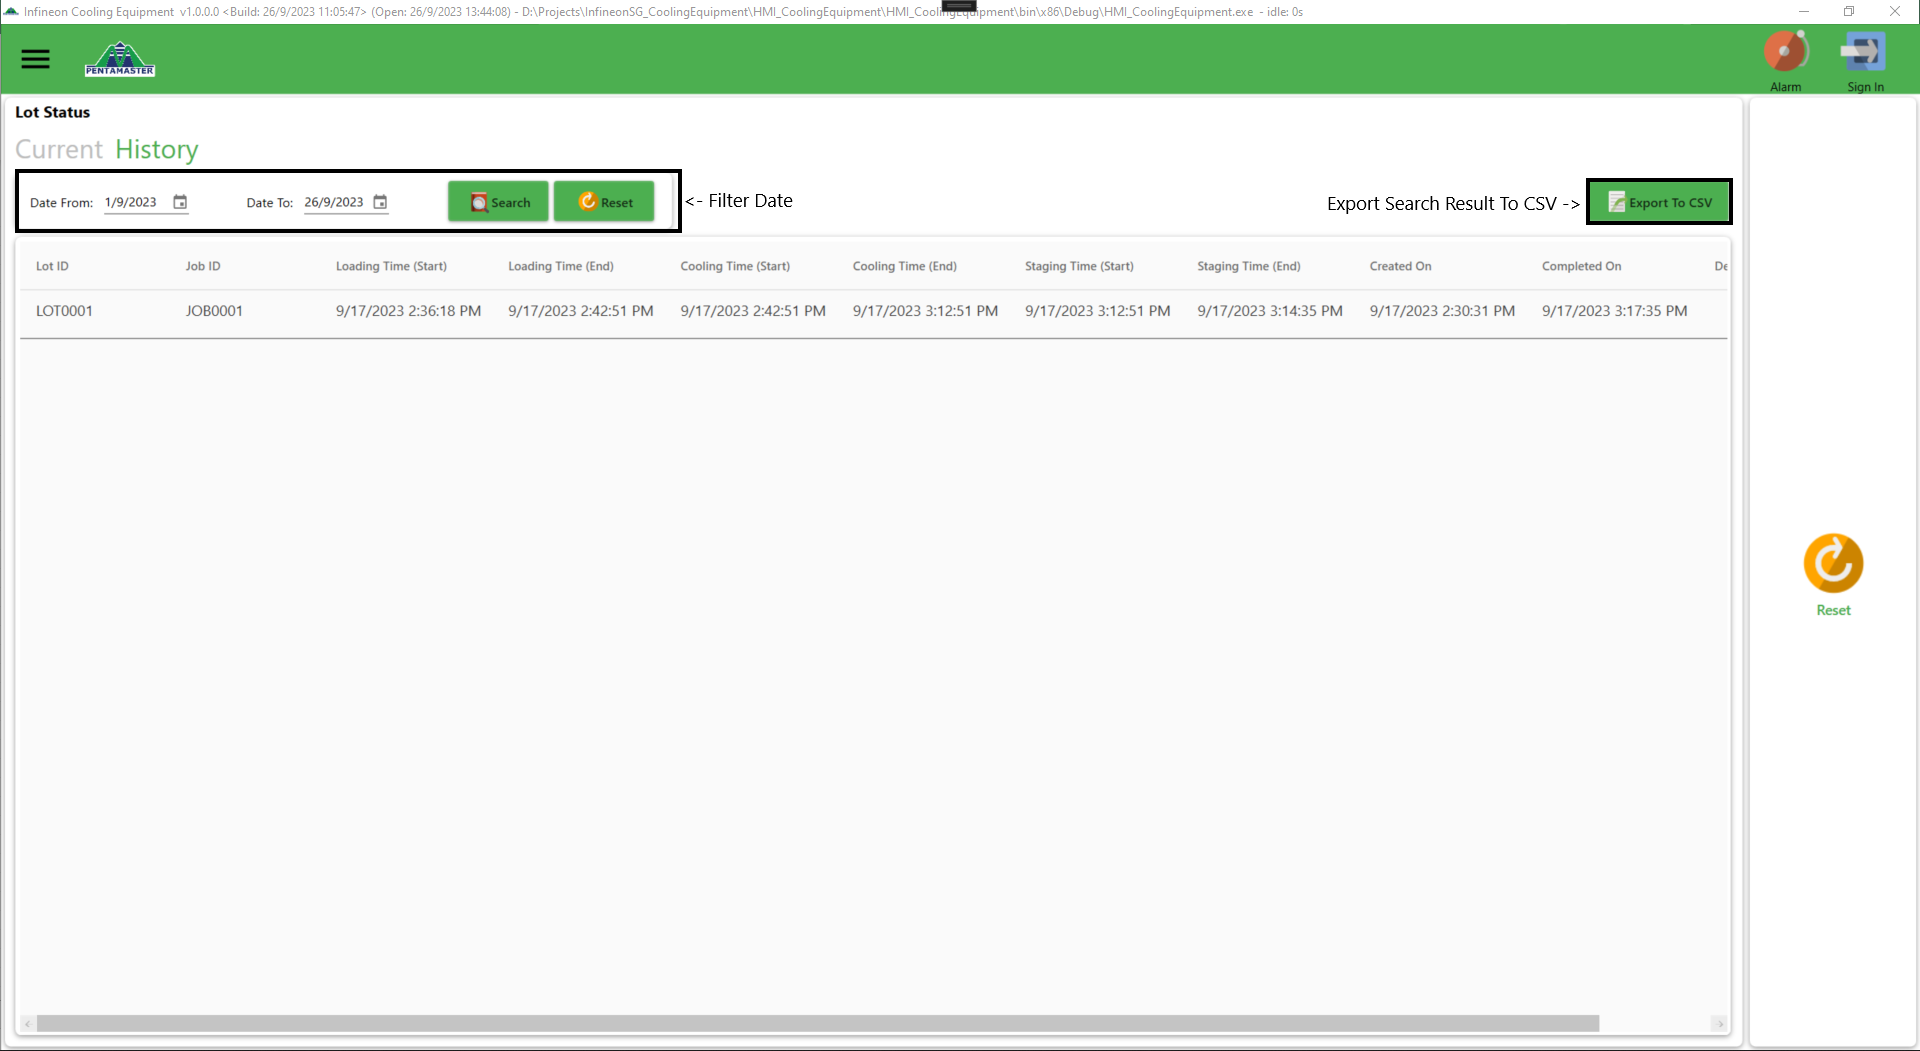 Infineon Cooling Equipment v1.0.0.0 <Build: 26/9/2023 11:05:47> (Open: 26/9/2023 13:44:08) - D:\Projects\InfineonSG_CoolingEquipment\HMI_CoolingEquipment\HMI_CoolingEquipment\bin\x86\Debug\HMI_CoolingEquipment.exe - idle: 0s
PENTAMASTER
Alarm
Sign In
Lot Status
Current History
Date From: 1/9/2023 Date To: 26/9/2023 Search Reset <- Filter Date Export Search Result To CSV -> Export To CSV
Lot ID Job ID Loading Time (Start) Loading Time (End) Cooling Time (Start) Cooling Time (End) Staging Time (Start) Staging Time (End) Created On Completed On De
LOT0001 JOB0001 9/17/2023 2:36:18 PM 9/17/2023 2:42:51 PM 9/17/2023 2:42:51 PM 9/17/2023 3:12:51 PM 9/17/2023 3:12:51 PM 9/17/2023 3:14:35 PM 9/17/2023 2:30:31 PM 9/17/2023 3:17:35 PM
Reset